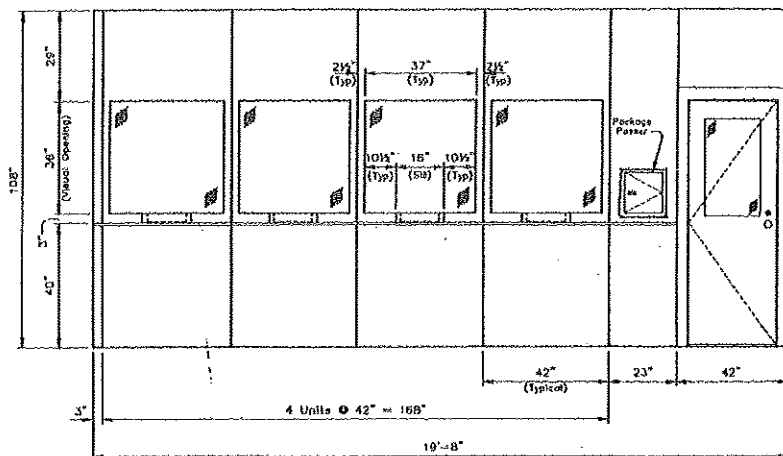 29"
2½"
(Typ)
37"
(Typ)
2½"
(Typ)
108"
36"
(Visual Opening)
10½"
(Typ)
16"
10½"
(Typ)
Package
Passer
3"
40"
42"
(Typical)
23"
42"
3"
4 Units @ 42" = 168"
19'-8"